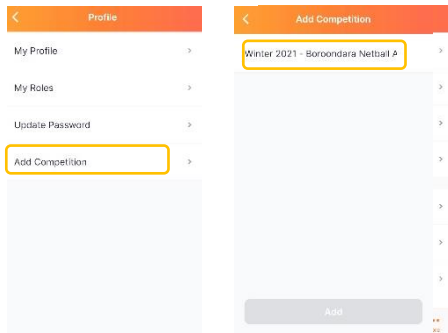 Profile
My Profile
My Roles
Update Password
Add Competition
Add Competition
Winter 2021 - Boroondara Netball A
Add